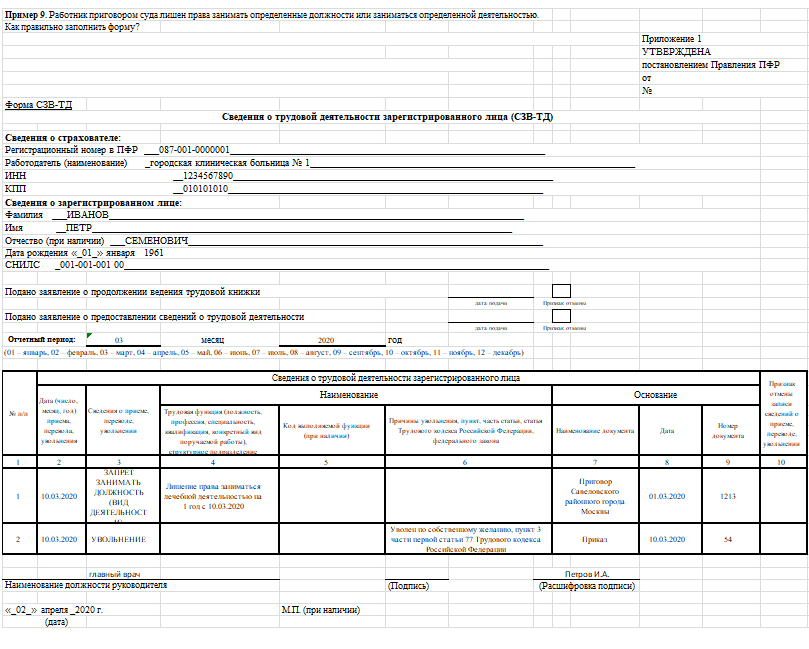 Пример 9. Работник приговором суда лишен права занимать определенные должности или заниматься определенной деятельностью.
Как правильно заполнить форму?
Приложение 1
УТВЕРЖДЕНА
постановлением Правления ПФР
от
№
Форма СЗВ-ТД
Сведения о трудовой деятельности зарегистрированного лица (СЗВ-ТД)
Сведения о страхователе:
Регистрационный номер в ПФР ___087-001-0000001
Работодатель (наименование) _городская клиническая больница № 1
ИНН __1234567890
КПП __010101010
Сведения о зарегистрированном лице:
Фамилия ___ИВАНОВ
Имя __ПЕТР
Отчество (при наличии) ___СЕМЕНОВИЧ
Дата рождения «_01_» января 1961
СНИЛС _001-001-001 00
Подано заявление о продолжении ведения трудовой книжки
дата подачи Признак отмены
Подано заявление о предоставлении сведений о трудовой деятельности
дата подачи Признак отмены
Отчетный период: 03 месяц 2020 год
(01 – январь, 02 – февраль, 03 – март, 04 – апрель, 05 – май, 06 – июнь, 07 – июль, 08 – август, 09 – сентябрь, 10 – октябрь, 11 – ноябрь, 12 – декабрь)
№ п/п
Дата (число, месяц, год) приема, перевода, увольнения
Сведения о приеме, переводе, увольнении
Сведения о трудовой деятельности зарегистрированного лица
Наименование
Основание
Трудовая функция (должность, профессия, специальность, квалификация, конкретный вид поручаемой работы), структурное подразделение
Код выполняемой функции (при наличии)
Причины увольнения, пункт, часть статьи, статья Трудового кодекса Российской Федерации, федерального закона
Наименование документа
Дата
Номер документа
Признак отмены записи сведений о приеме, переводе, увольнении
1 2 3 4 5 6 7 8 9 10
1
10.03.2020
ЗАПРЕТ ЗАНИМАТЬ ДОЛЖНОСТЬ (ВИД ДЕЯТЕЛЬНОСТ
Лишение права заниматься лечебной деятельностью на 1 год с 10.03.2020
Приговор Савеловского районного города Москвы
01.03.2020
1213
2
10.03.2020
УВОЛЬНЕНИЕ
Уволен по собственному желанию, пункт 3 части первой статьи 77 Трудового кодекса Российской Федерации
Приказ
10.03.2020
54
главный врач Петров И.А.
Наименование должности руководителя (Подпись) (Расшифровка подписи)
«_02_» апреля _2020 г. М.П. (при наличии)
(дата)